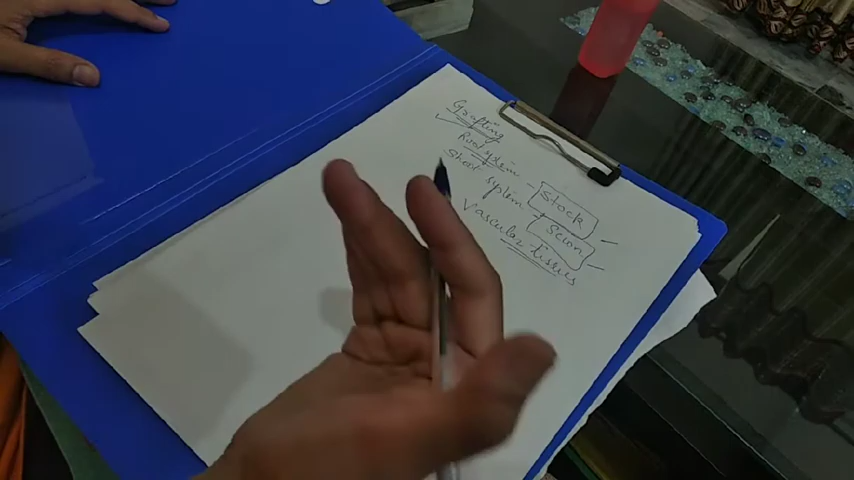 Grafting
Root system - Stock
Shoot system - Scion
Vascular tissues